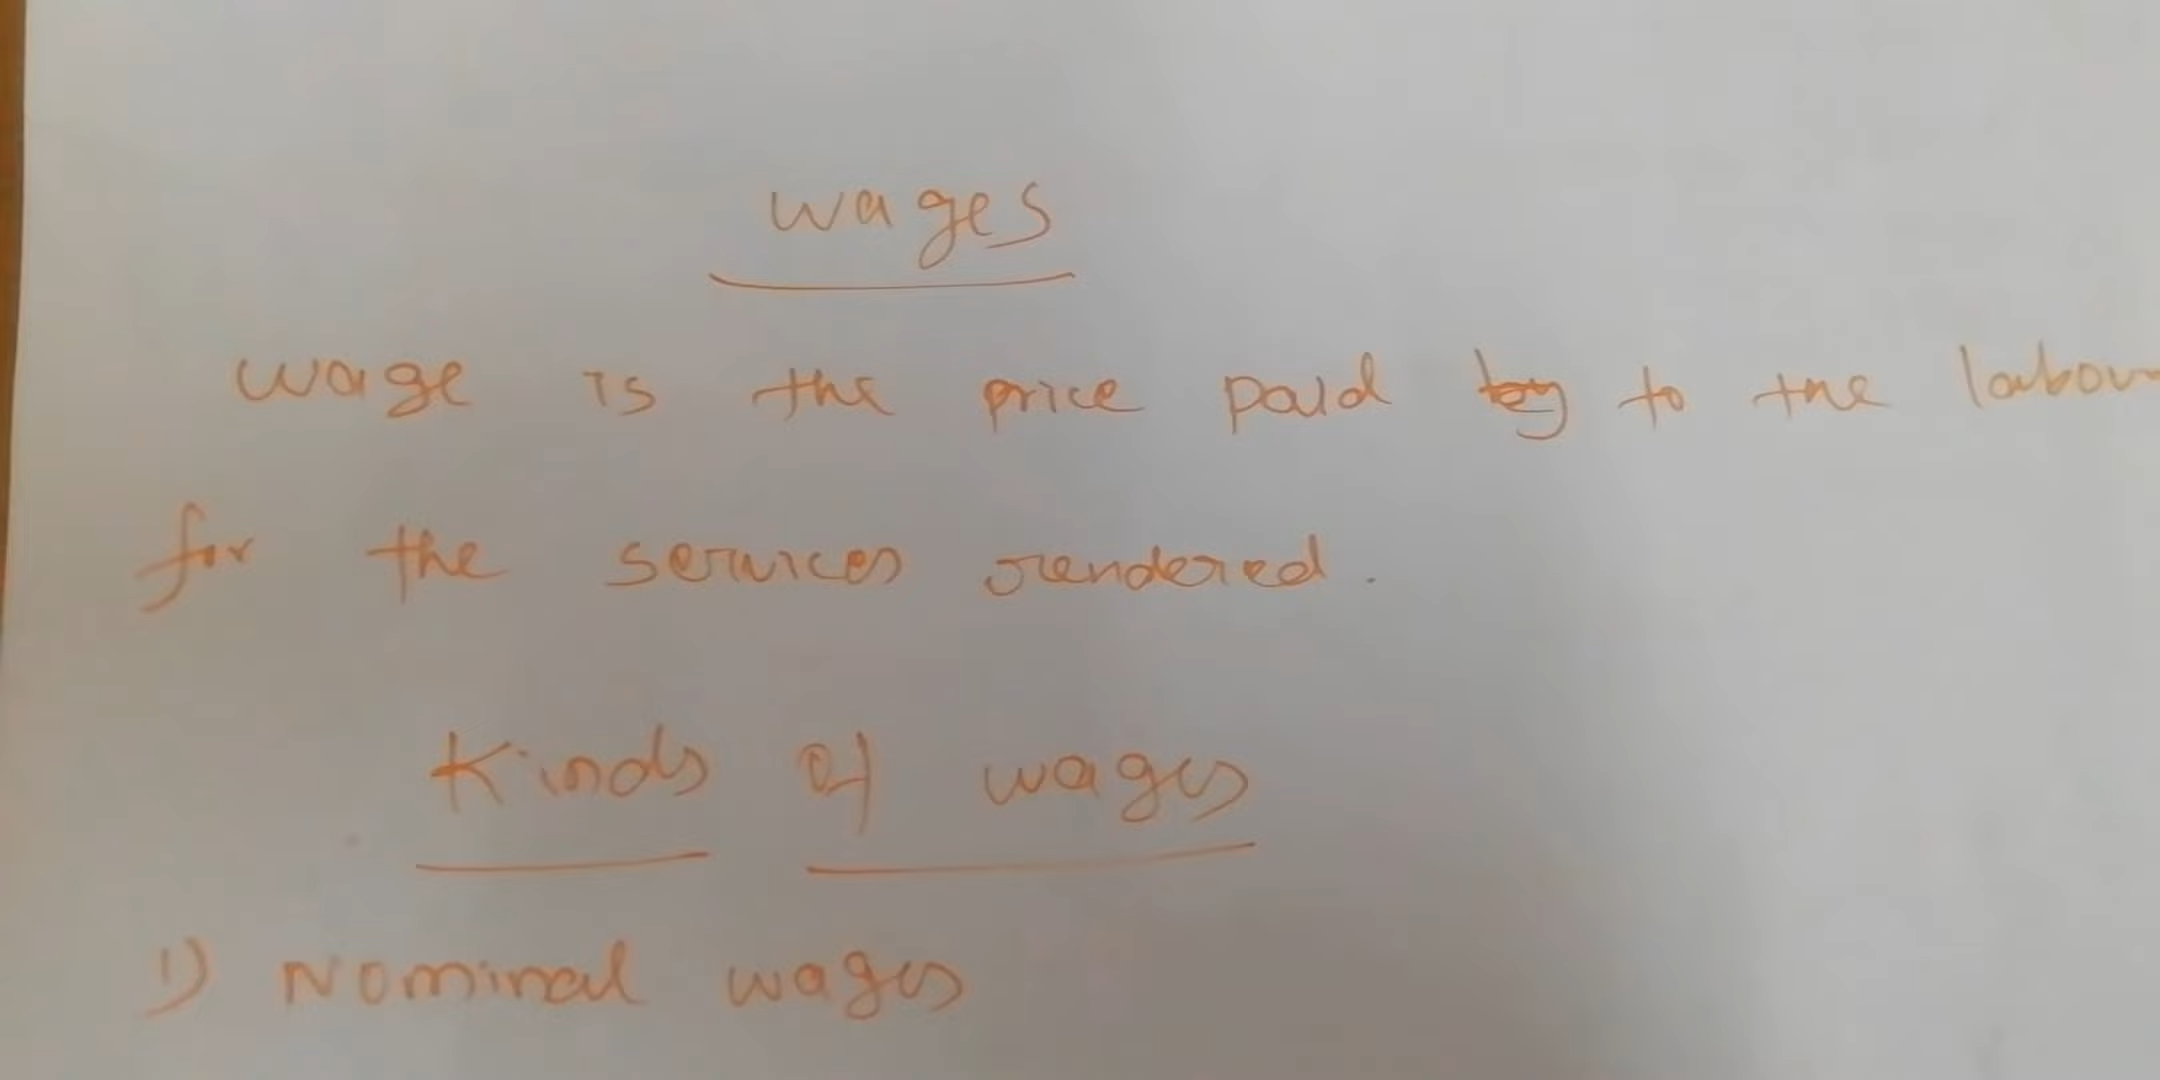 wages
wage is the price paid to the labour
for the services rendered.
Kinds of wages
1) Nominal wages